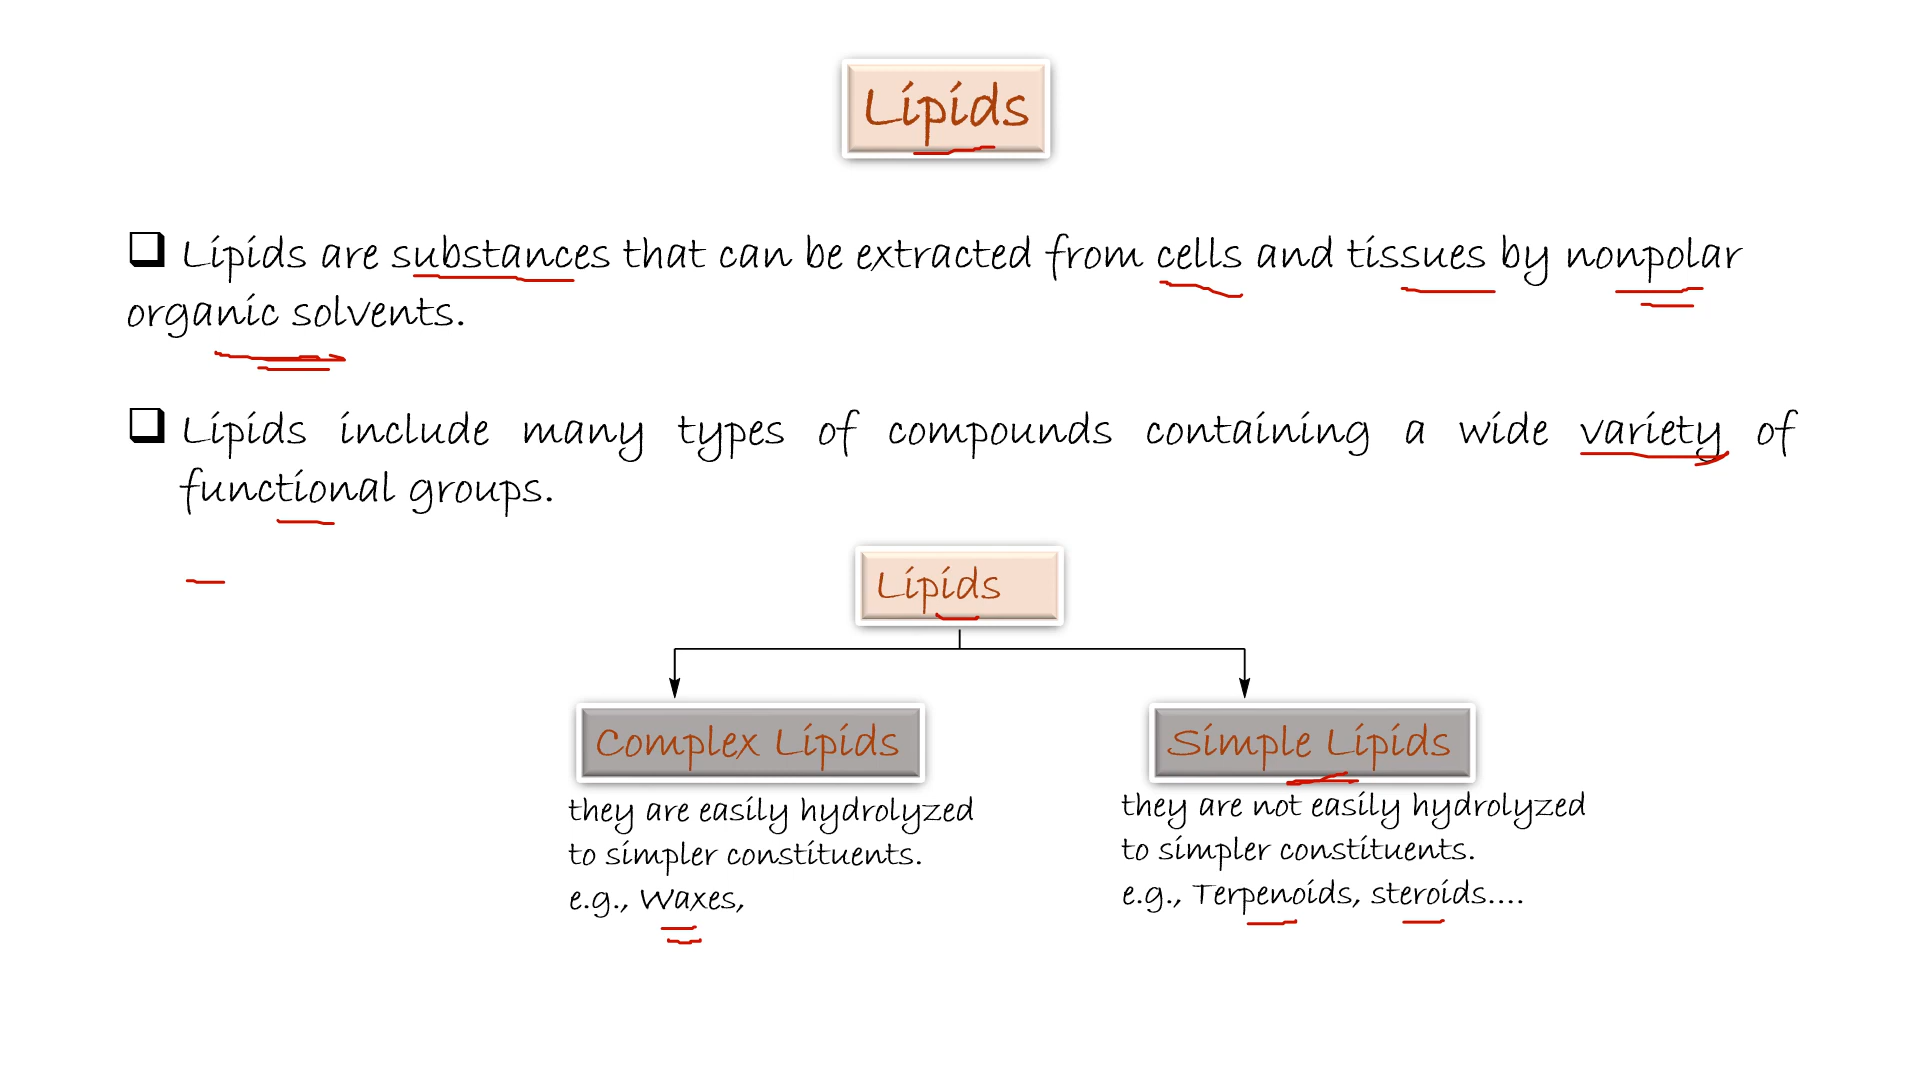 Lipids
Lipids are substances that can be extracted from cells and tissues by nonpolar
organic solvents.
Lipids include many types of compounds containing a wide variety of
functional groups.
Lipids
Complex Lipids
they are easily hydrolyzed
to simpler constituents.
e.g., Waxes,
Simple Lipids
they are not easily hydrolyzed
to simpler constituents.
e.g., Terpenoids, steroids....